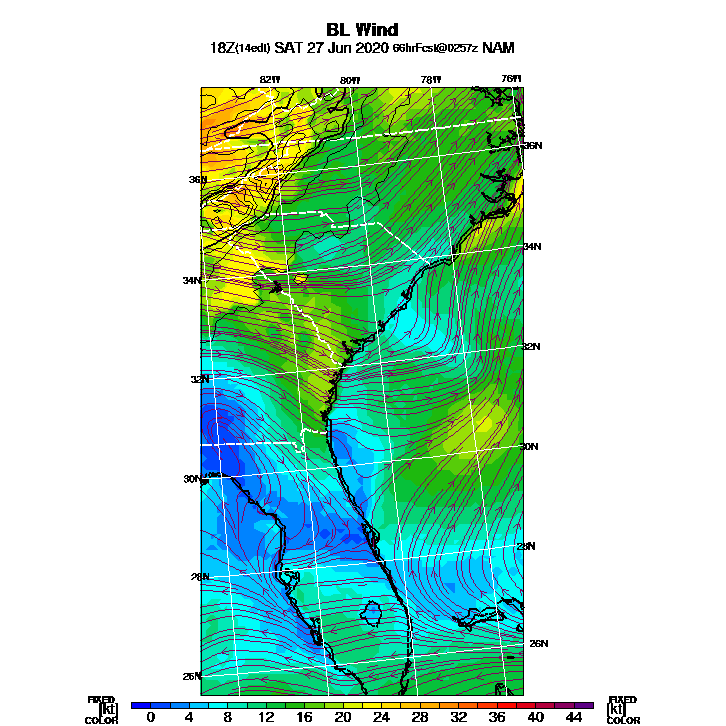 BL Wind
18Z(14edt) SAT 27 Jun 2020 66hrFcst@0257z NAM
82W 80W 78W 76W
36N
36N
34N
34N
32N
32N
30N
30N
28N
28N
26N
26N
FIXED FIXED
[kt] 0 4 8 12 16 20 24 28 32 36 40 44 [kt]
COLOR COLOR